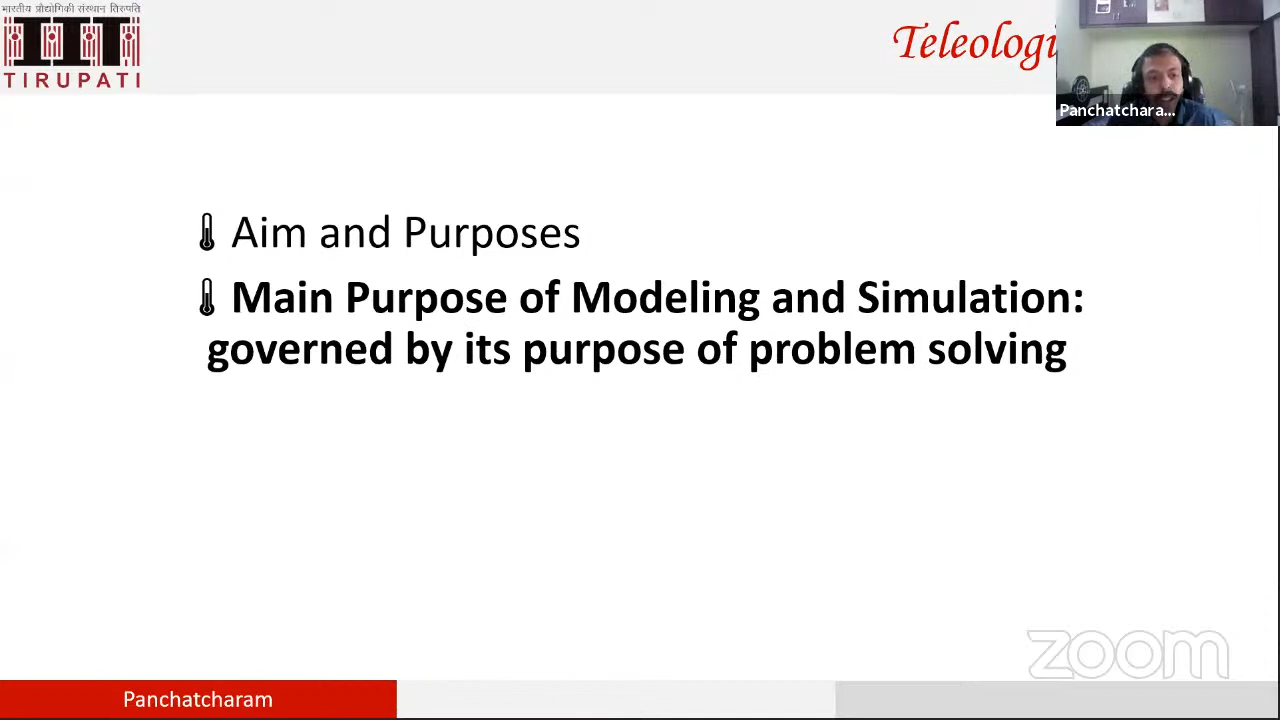 भारतीय प्रौद्योगिकी संस्थान तिरुपति
TIRUPATI
Teleologi
Panchatchara...
Aim and Purposes
Main Purpose of Modeling and Simulation:
governed by its purpose of problem solving
zoom
Panchatcharam